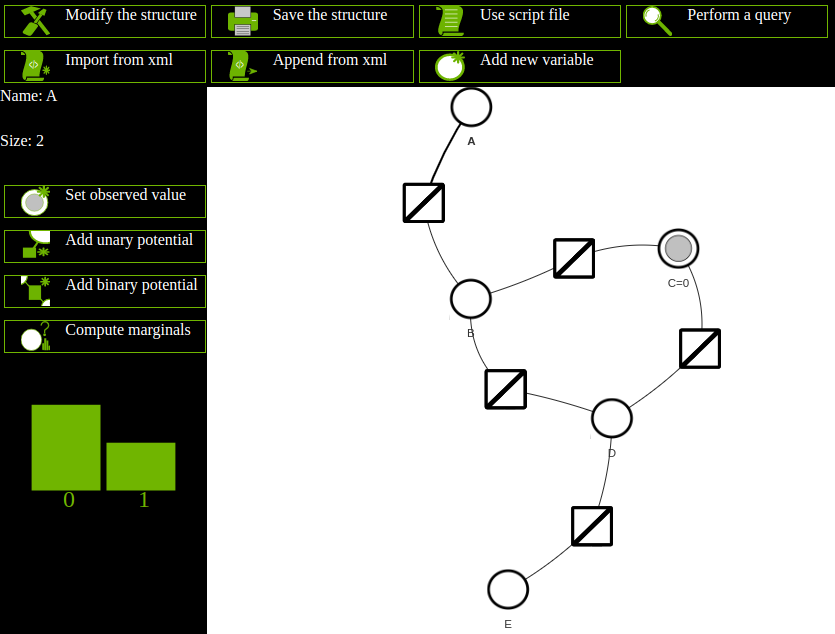 Modify the structure
Save the structure
Use script file
Perform a query
Import from xml
Append from xml
Add new variable
Name: A
Size: 2
Set observed value
Add unary potential
Add binary potential
Compute marginals
0
1
A
B
C=0
D
E